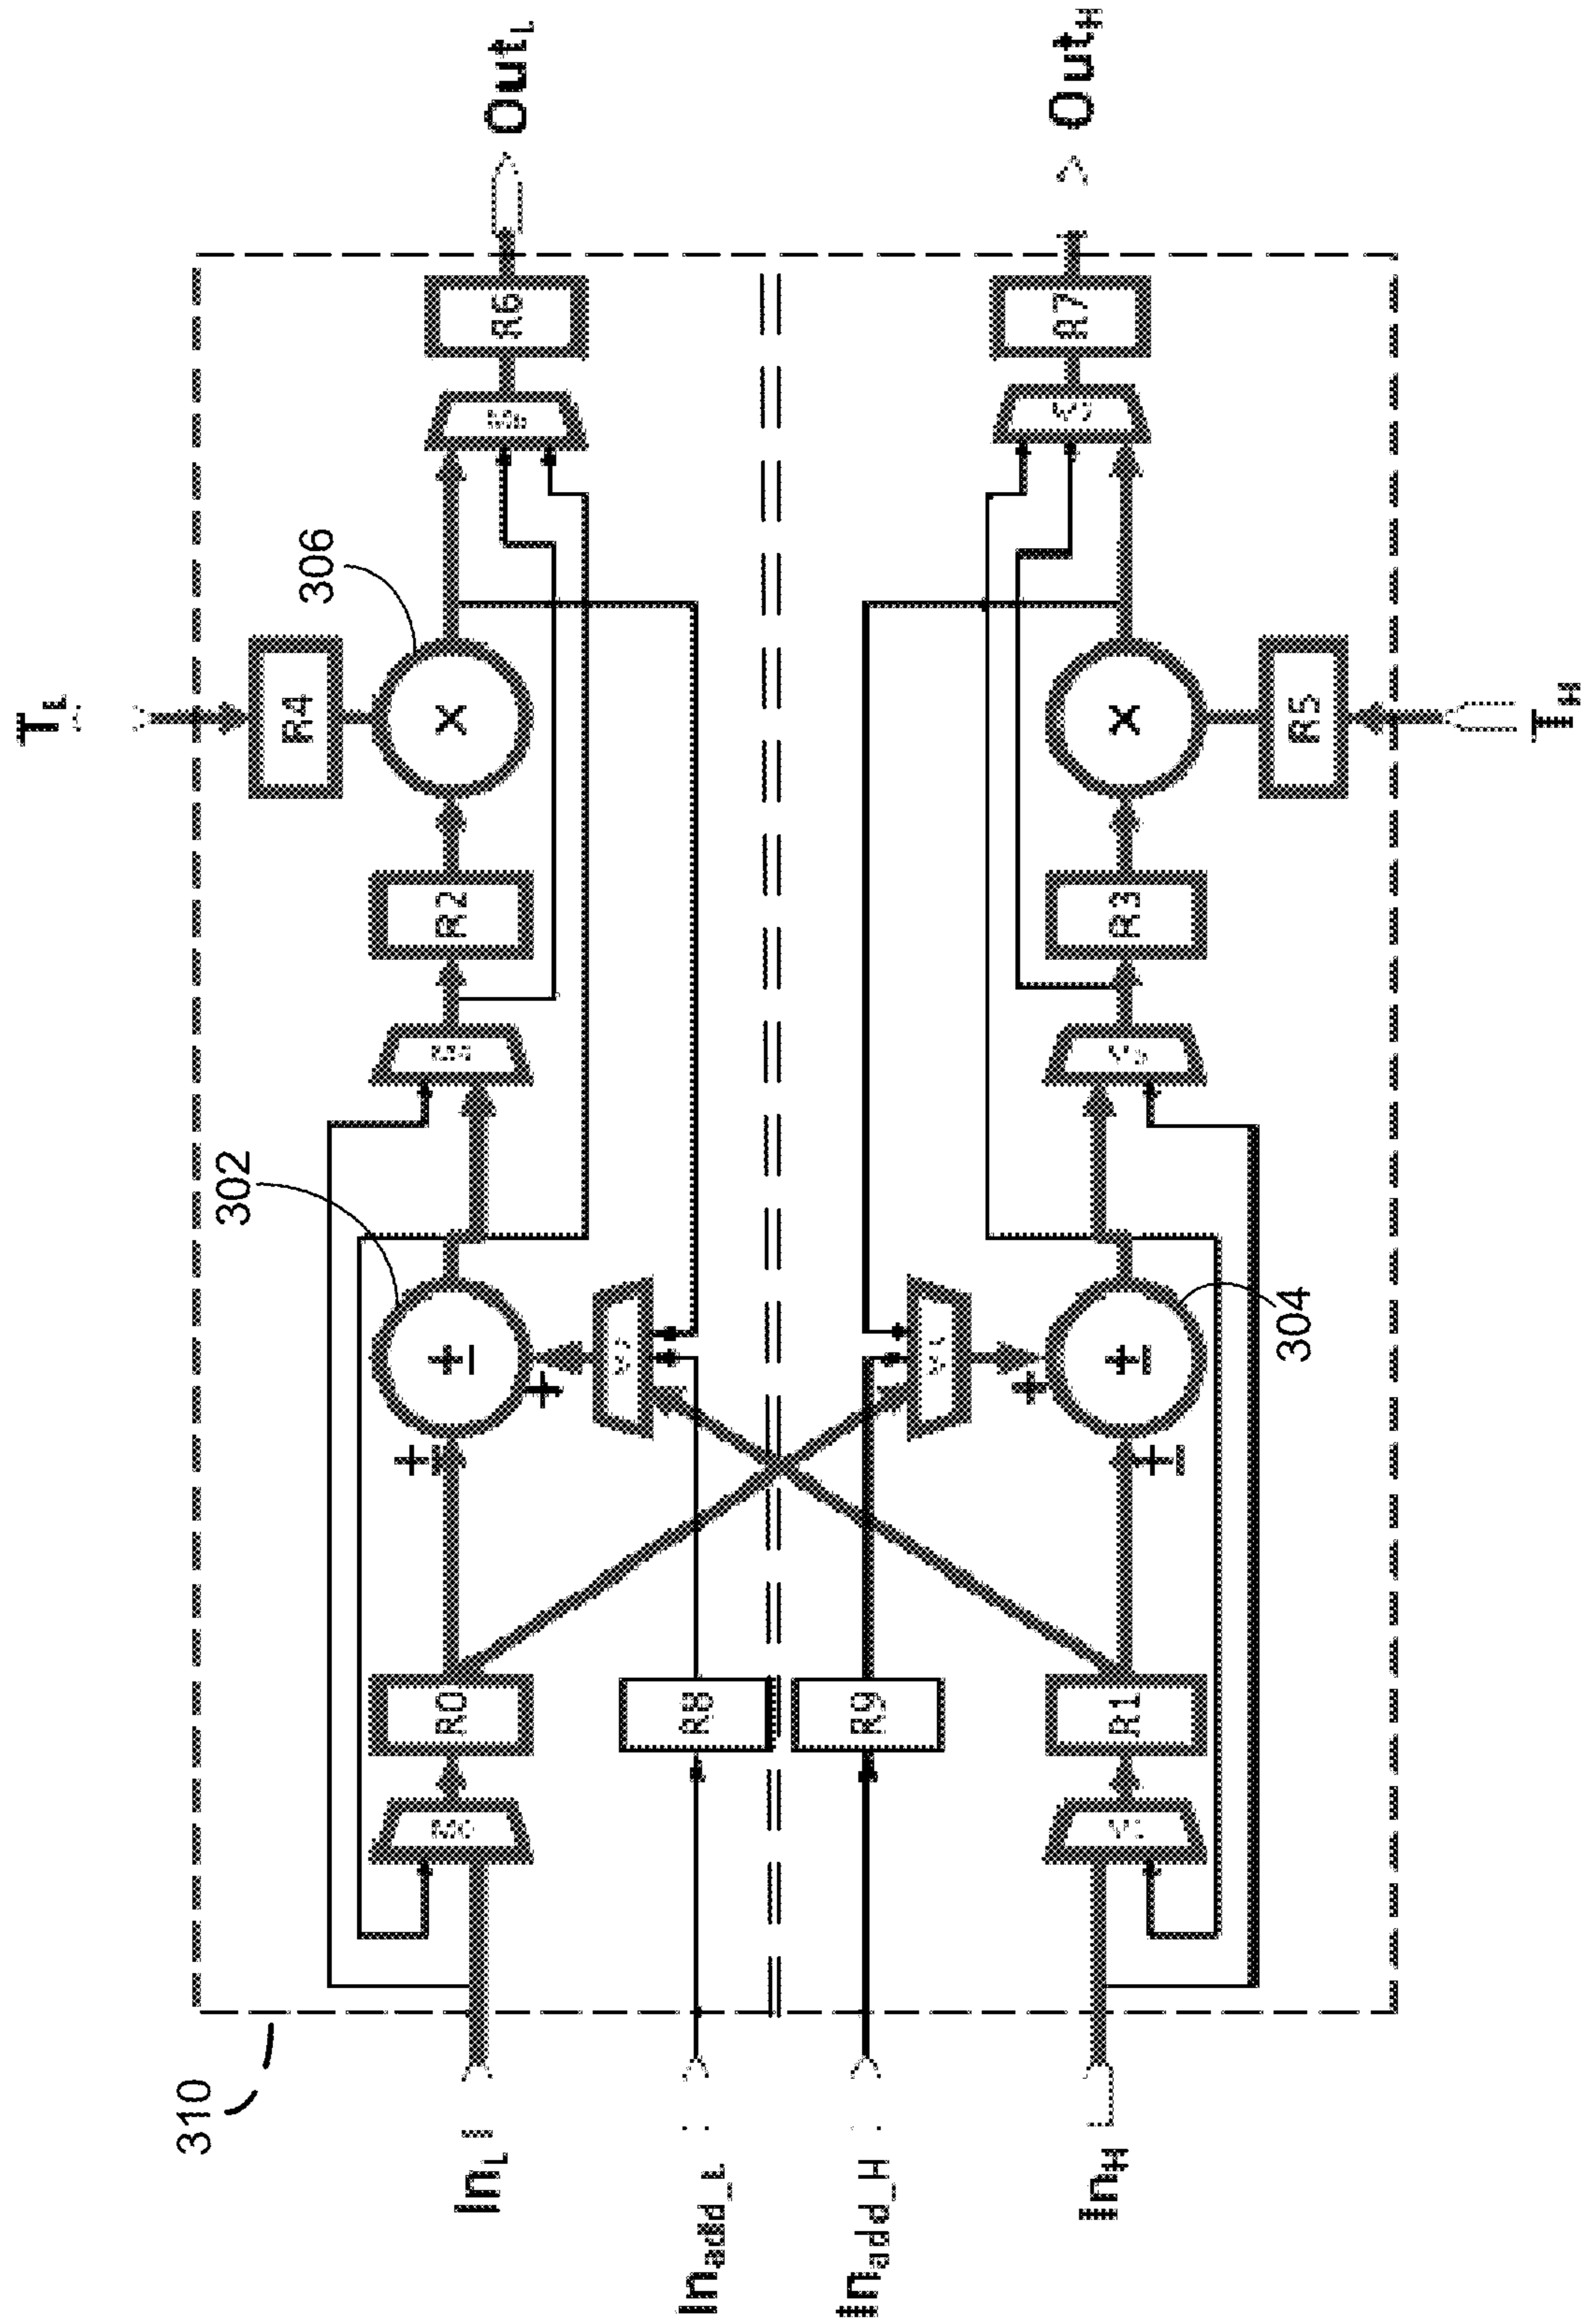 T_L
R4
306
302
310
In_L
R0
±
±
+
R2
×
R6
Out_L
In_add_L
R8
In_add_H
R9
In_H
R1
±
±
+
304
R3
×
R7
Out_H
R5
T_H